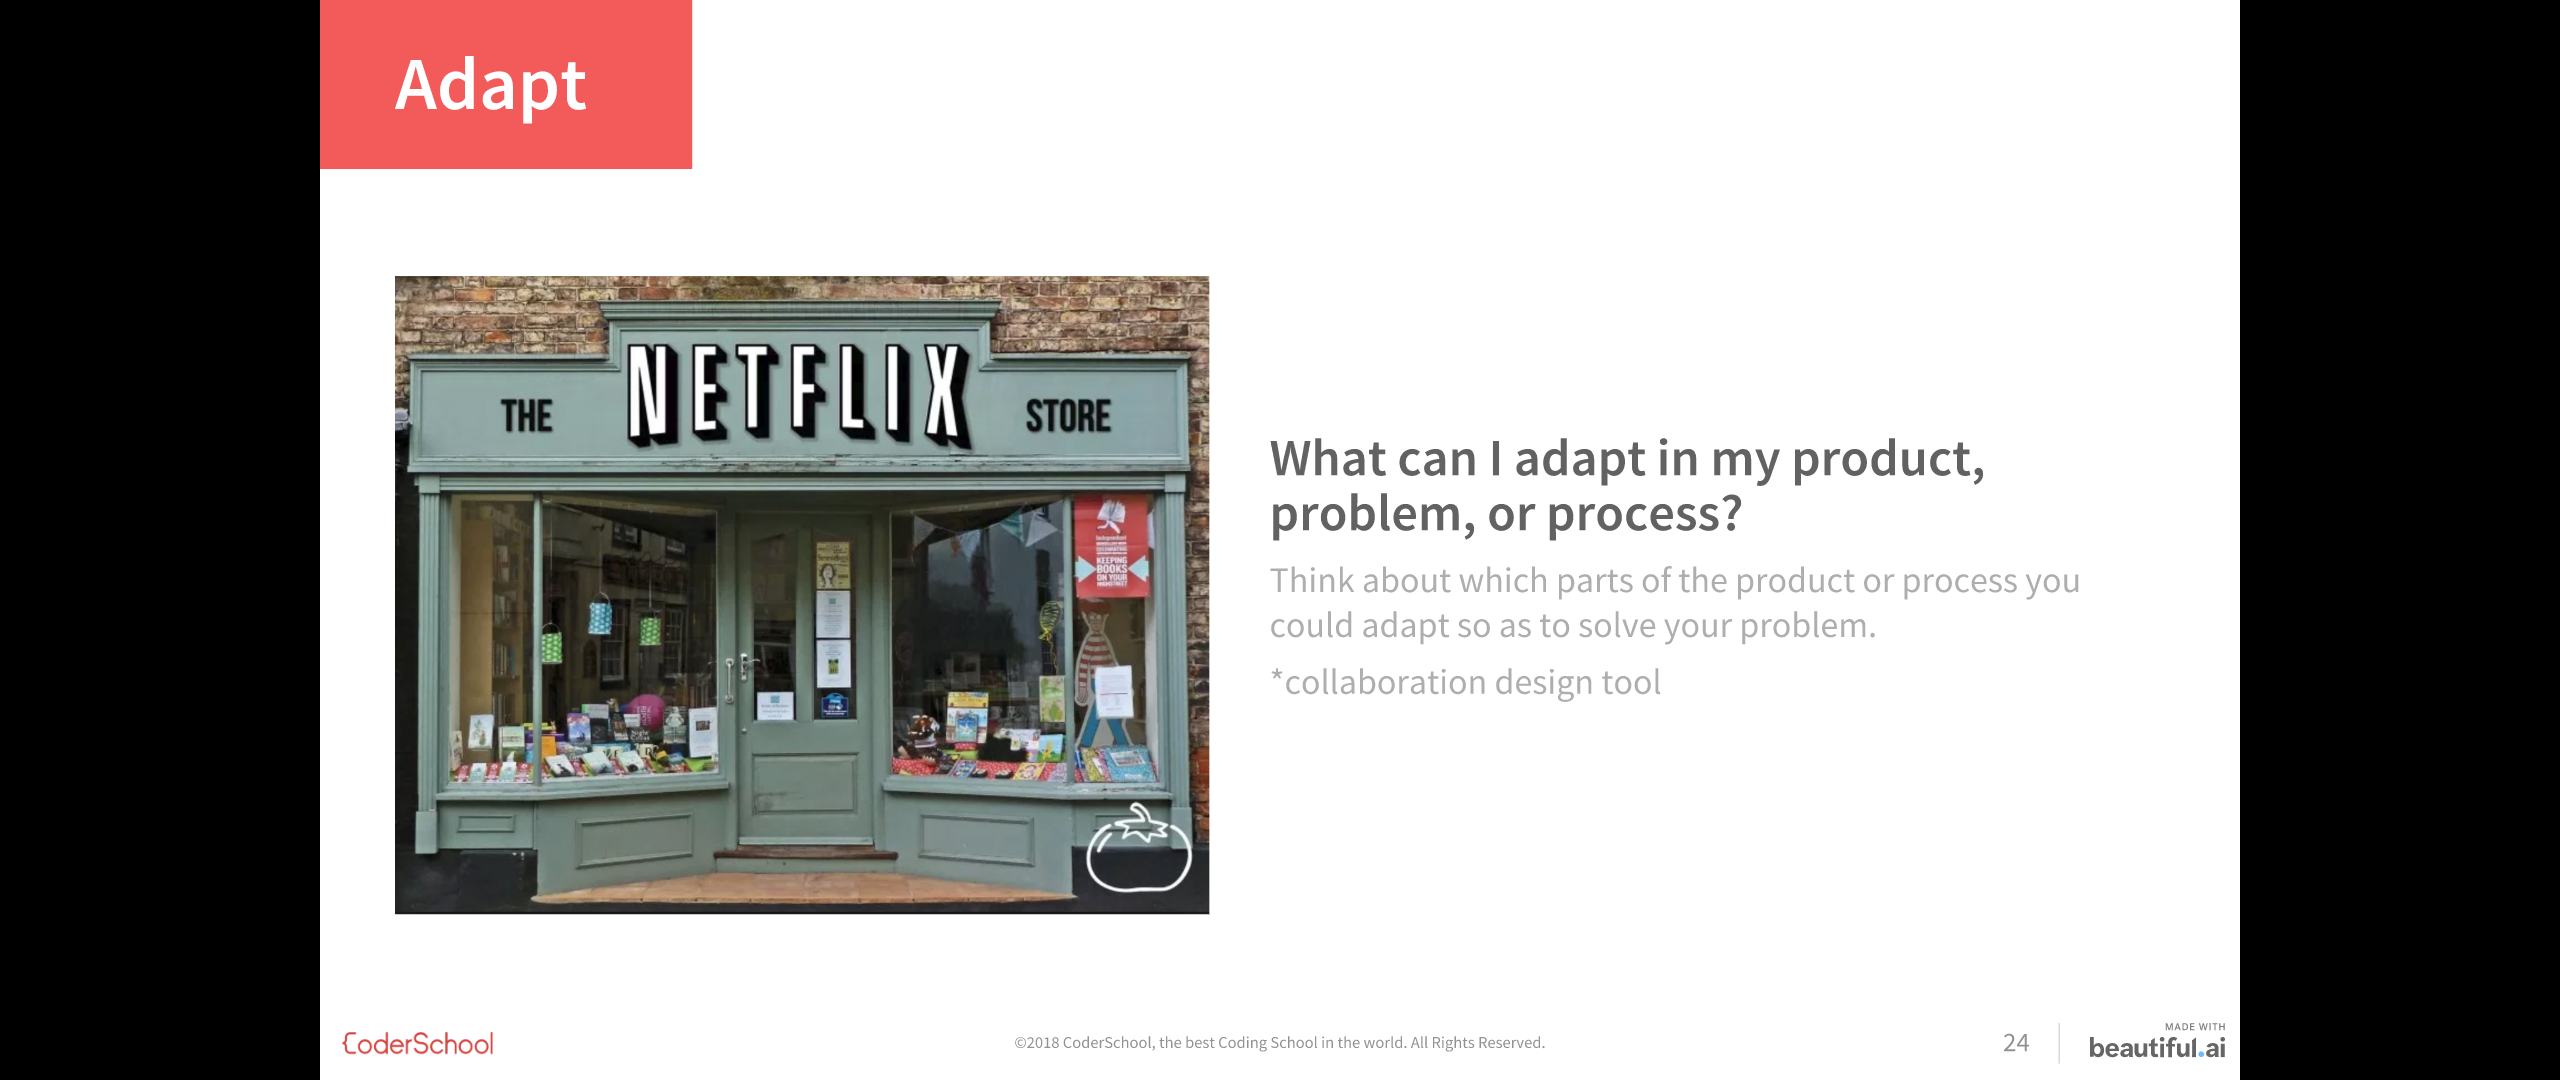 Adapt
THE NETFLIX STORE
KEEPING
BOOKS
ON YOUR
What can I adapt in my product,
problem, or process?
Think about which parts of the product or process you
could adapt so as to solve your problem.
*collaboration design tool
CoderSchool
©2018 CoderSchool, the best Coding School in the world. All Rights Reserved.
24
MADE WITH
beautiful.ai